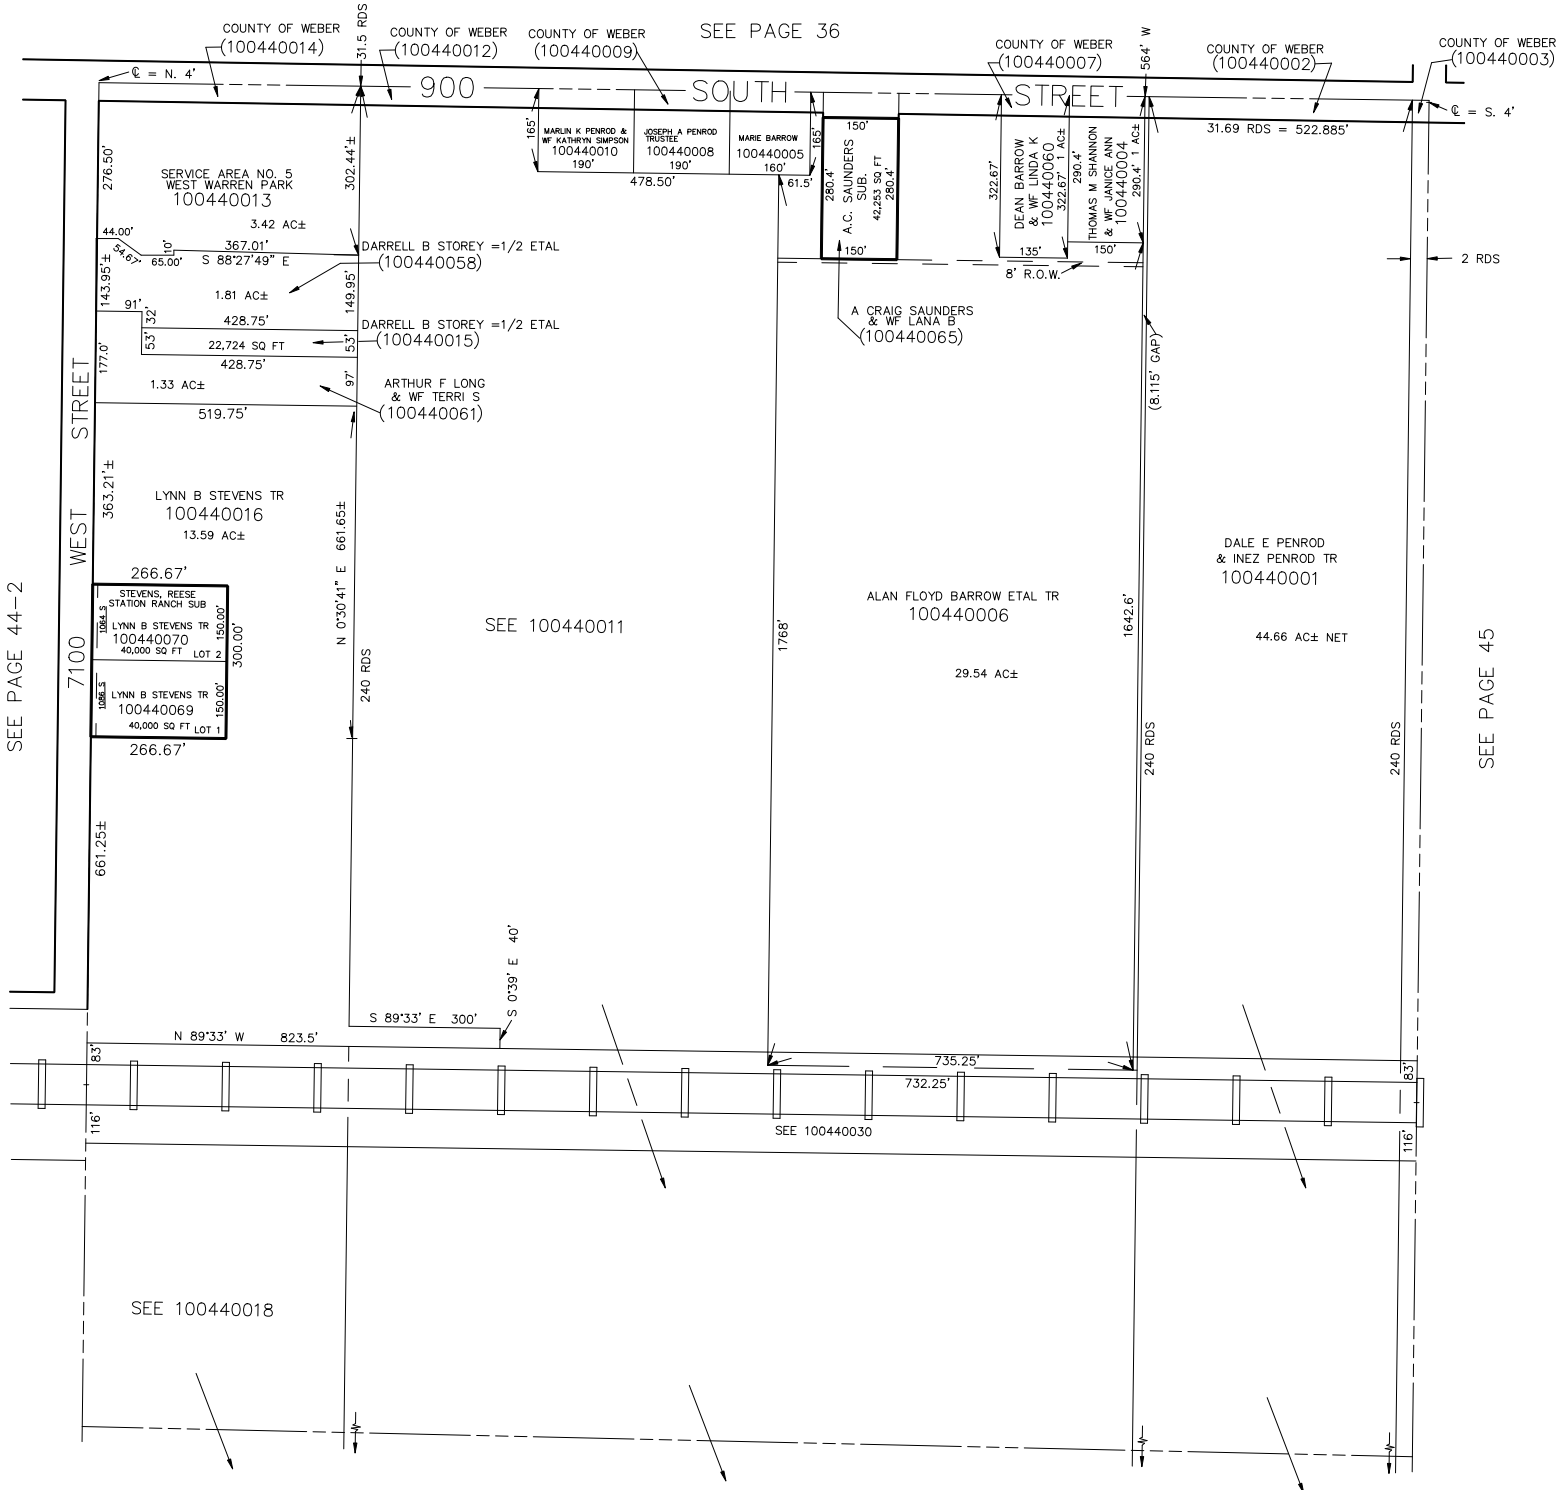 SEE PAGE 36
COUNTY OF WEBER
(100440014)
31.5 RDS
COUNTY OF WEBER
(100440012)
COUNTY OF WEBER
(100440009)
COUNTY OF WEBER
(100440007)
564' W
COUNTY OF WEBER
(100440002)
COUNTY OF WEBER
(100440003)
℄ = N. 4'
900 SOUTH STREET
℄ = S. 4'
31.69 RDS = 522.885'
276.50'
302.44'±
SERVICE AREA NO. 5
WEST WARREN PARK
100440013
3.42 AC±
165'
MARLIN K PENROD &
WF KATHRYN SIMPSON
100440010
190'
JOSEPH A PENROD
TRUSTEE
100440008
190'
MARIE BARROW
100440005
160'
165'
478.50'
61.5'
150'
280.4'
A.C. SAUNDERS
SUB.
42,253 SQ FT
280.4'
150'
322.67'
DEAN BARROW
& WF LINDA K
100440060
322.67' 1 AC±
135'
290.4'
THOMAS M SHANNON
& WF JANICE ANN
100440004
290.4' 1 AC±
150'
8' R.O.W.
2 RDS
44.00'
54.67'
65.00'
10'
367.01'
S 88°27'49" E
DARRELL B STOREY =1/2 ETAL
(100440058)
143.95'±
1.81 AC±
149.95'
91'
32'
428.75'
DARRELL B STOREY =1/2 ETAL
(100440015)
53'
22,724 SQ FT
53'
428.75'
177.0'
1.33 AC±
97'
ARTHUR F LONG
& WF TERRI S
(100440061)
519.75'
A CRAIG SAUNDERS
& WF LANA B
(100440065)
(8.115' GAP)
7100 WEST STREET
363.21'±
LYNN B STEVENS TR
100440016
13.59 AC±
N 0°30'41" E 661.65±
240 RDS
266.67'
STEVENS, REESE
STATION RANCH SUB
1064 S
LYNN B STEVENS TR
100440070
40,000 SQ FT LOT 2
150.00'
300.00'
1086 S
LYNN B STEVENS TR
100440069
40,000 SQ FT LOT 1
150.00'
266.67'
SEE PAGE 44-2
SEE 100440011
1768'
ALAN FLOYD BARROW ETAL TR
100440006
29.54 AC±
1642.6'
240 RDS
DALE E PENROD
& INEZ PENROD TR
100440001
44.66 AC± NET
240 RDS
SEE PAGE 45
661.25±
S 89°33' E 300'
S 0°39' E 40'
N 89°33' W 823.5'
83'
735.25'
732.25'
83'
116'
SEE 100440030
116'
SEE 100440018